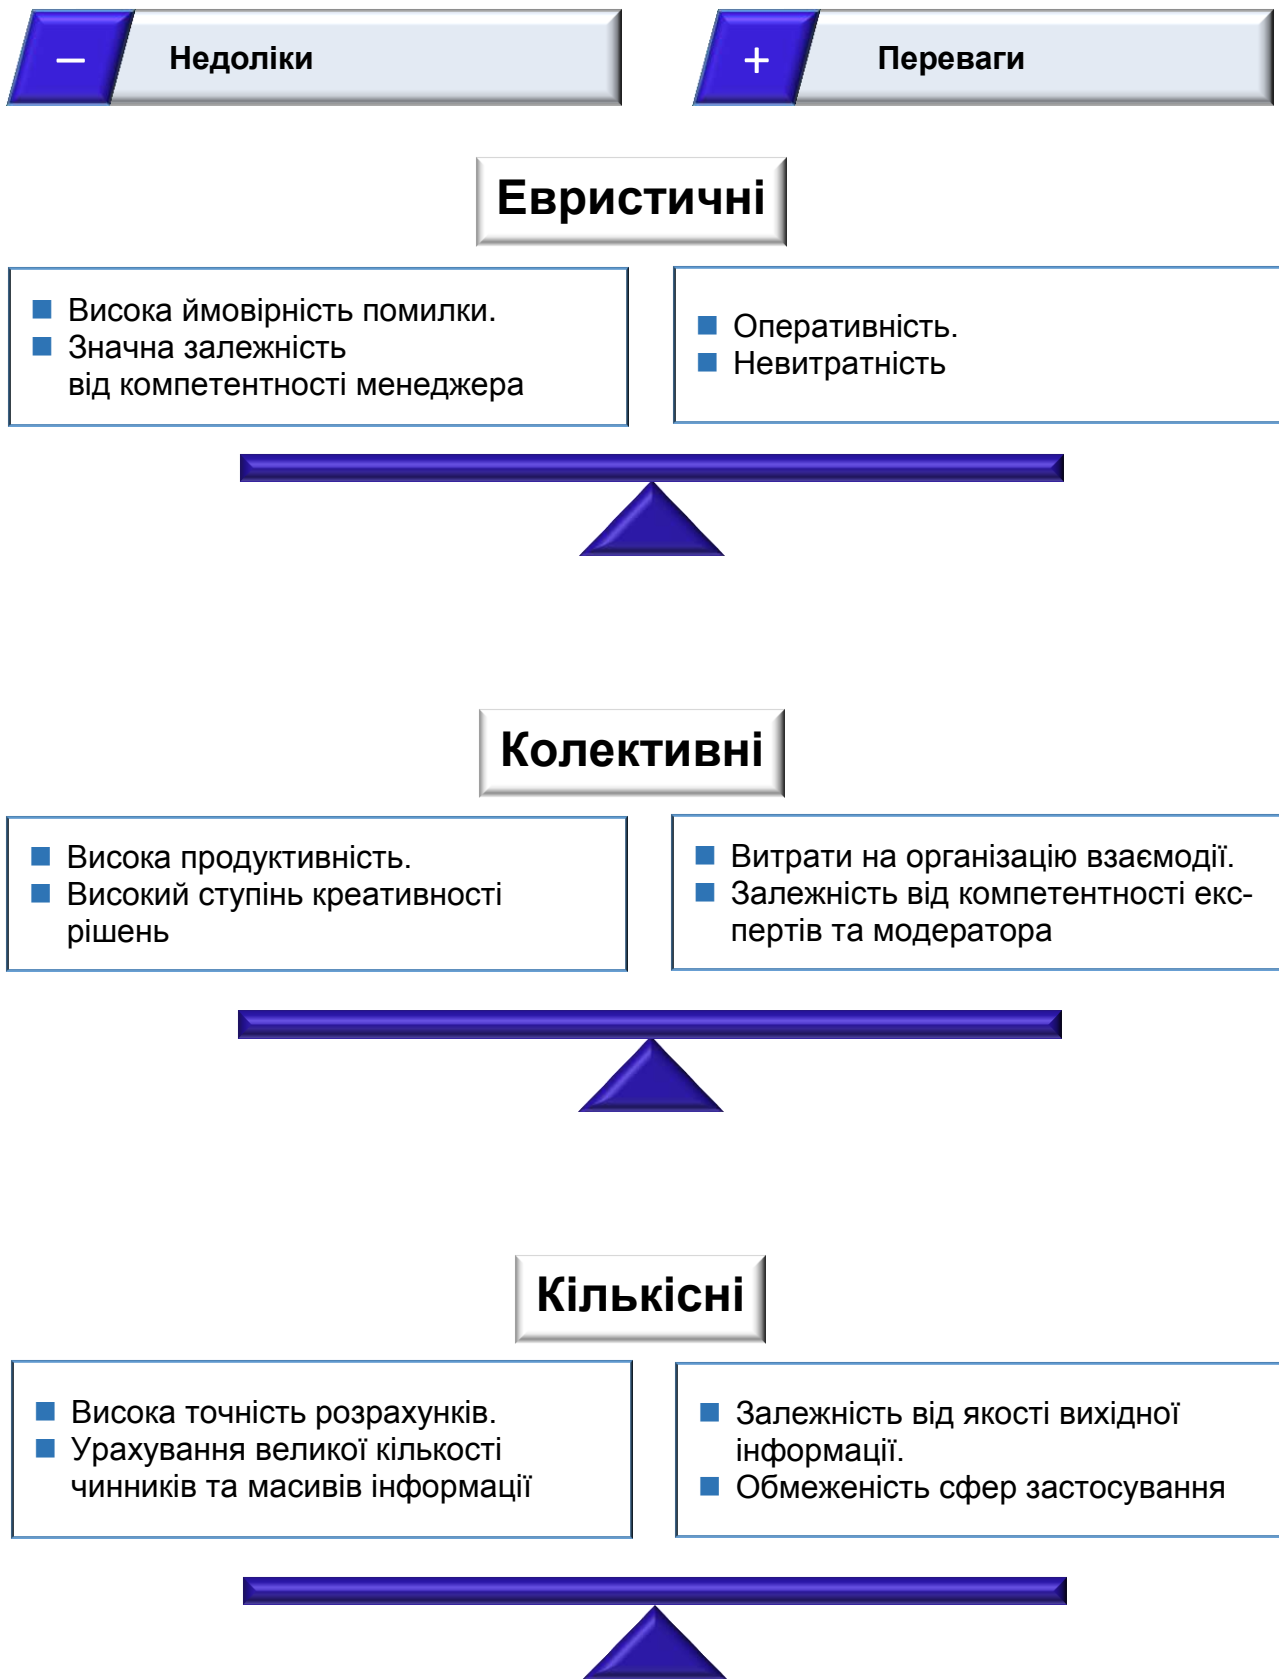 – Недоліки
+ Переваги
Евристичні
Висока ймовірність помилки.
Значна залежність
від компетентності менеджера
Оперативність.
Невитратність
Колективні
Висока продуктивність.
Високий ступінь креативності
рішень
Витрати на організацію взаємодії.
Залежність від компетентності екс-
пертів та модератора
Кількісні
Висока точність розрахунків.
Урахування великої кількості
чинників та масивів інформації
Залежність від якості вихідної
інформації.
Обмеженість сфер застосування